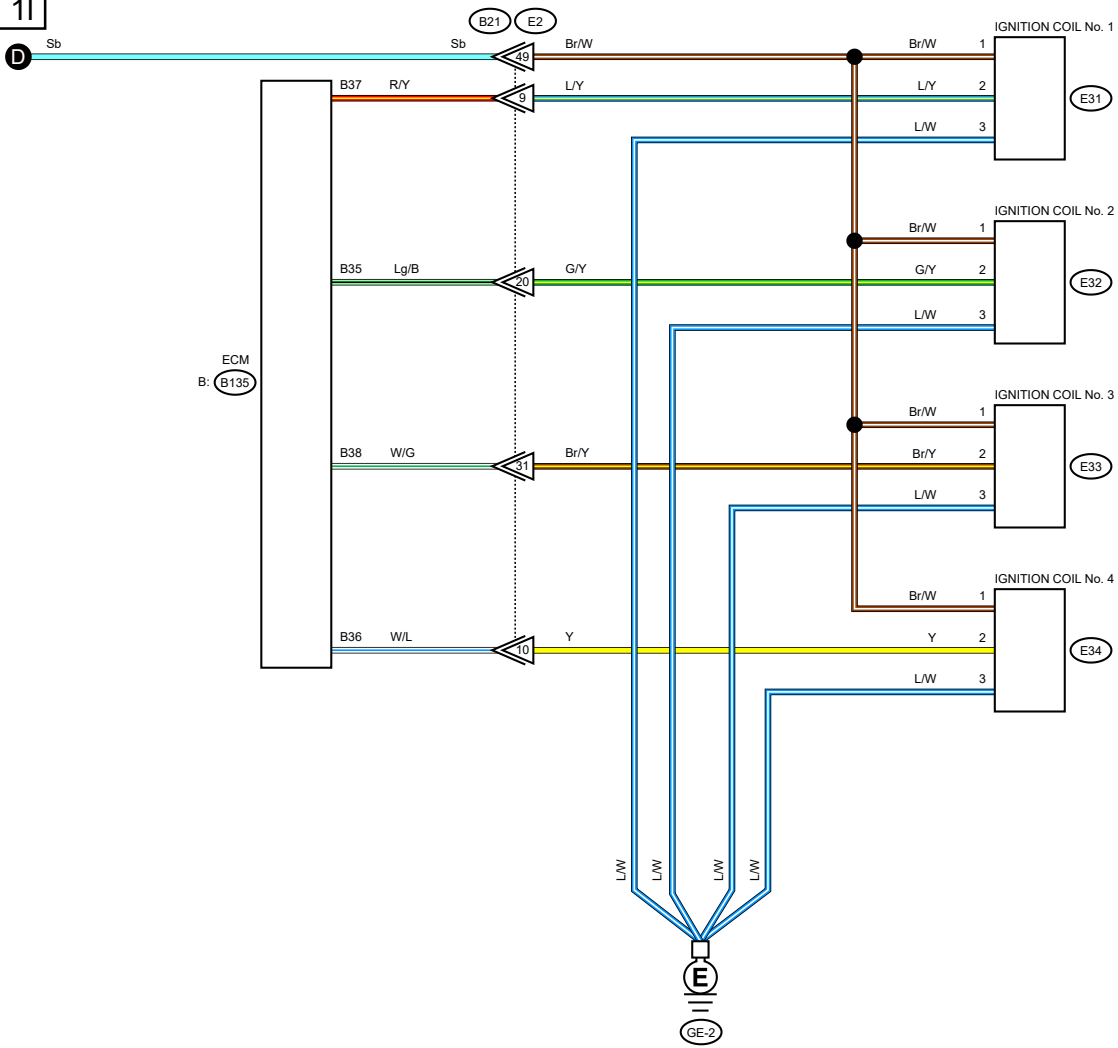 1I
B21 E2
IGNITION COIL No. 1
D Sb Sb 49 Br/W Br/W 1
B37 R/Y 9 L/Y L/Y 2
E31
L/W 3
IGNITION COIL No. 2
Br/W 1
B35 Lg/B 20 G/Y G/Y 2
E32
L/W 3
ECM
B: B135
IGNITION COIL No. 3
Br/W 1
B38 W/G 31 Br/Y Br/Y 2
E33
L/W 3
IGNITION COIL No. 4
Br/W 1
B36 W/L 10 Y Y 2
E34
L/W 3
L/W L/W L/W L/W
E
GE-2